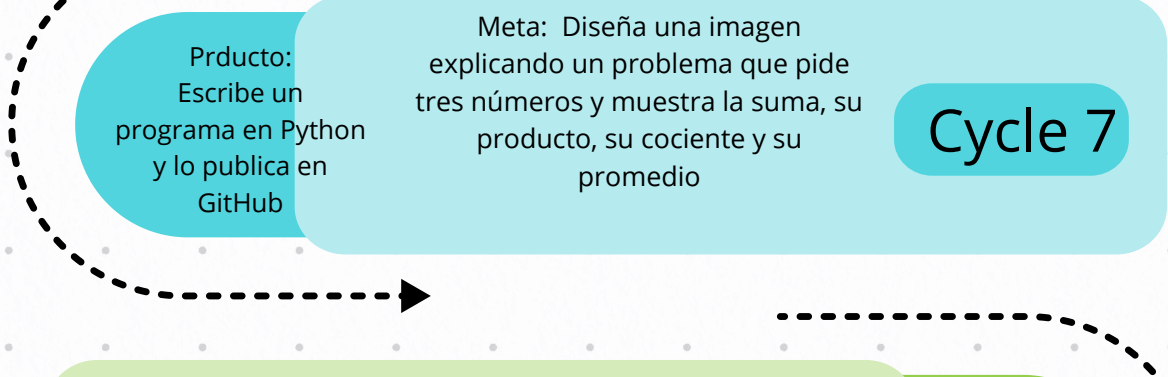 Prducto:
Escribe un
programa en Python
y lo publica en
GitHub
Meta:  Diseña una imagen
explicando un problema que pide
tres números y muestra la suma, su
producto, su cociente y su
promedio
Cycle 7